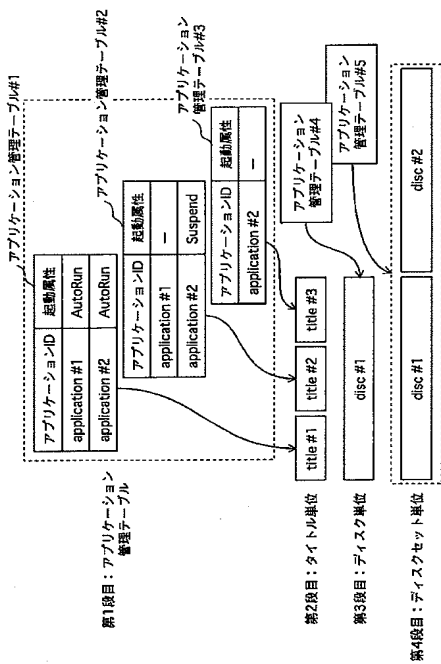 アプリケーション管理テーブル#1
アプリケーション管理テーブル#2
アプリケーション
管理テーブル#3
第1段目：アプリケーション
管理テーブル
アプリケーションID 起動属性
application #1 AutoRun
application #2 AutoRun
アプリケーションID 起動属性
application #1 —
application #2 Suspend
アプリケーションID 起動属性
application #2 —
第2段目：タイトル単位
title #1 title #2 title #3
アプリケーション
管理テーブル#4
アプリケーション
管理テーブル#5
第3段目：ディスク単位
disc #1
第4段目：ディスクセット単位
disc #1 disc #2